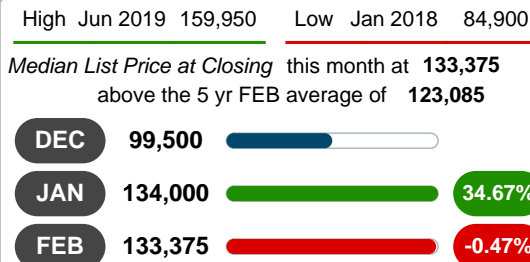 High Jun 2019 159,950 Low Jan 2018 84,900
Median List Price at Closing this month at 133,375
above the 5 yr FEB average of 123,085
DEC 99,500
JAN 134,000 34.67%
FEB 133,375 -0.47%